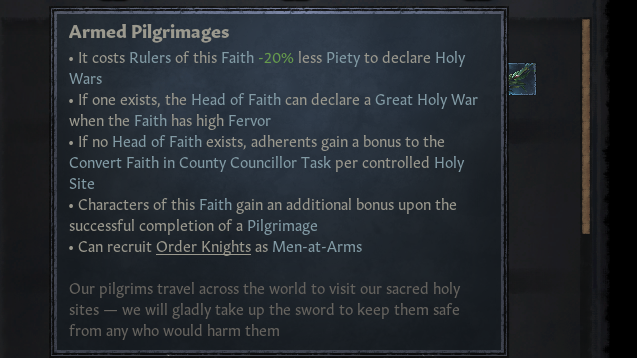 Armed Pilgrimages
• It costs Rulers of this Faith -20% less Piety to declare Holy
Wars
• If one exists, the Head of Faith can declare a Great Holy War
when the Faith has high Fervor
• If no Head of Faith exists, adherents gain a bonus to the
Convert Faith in County Councillor Task per controlled Holy
Site
• Characters of this Faith gain an additional bonus upon the
successful completion of a Pilgrimage
• Can recruit Order Knights as Men-at-Arms
Our pilgrims travel across the world to visit our sacred holy
sites — we will gladly take up the sword to keep them safe
from any who would harm them